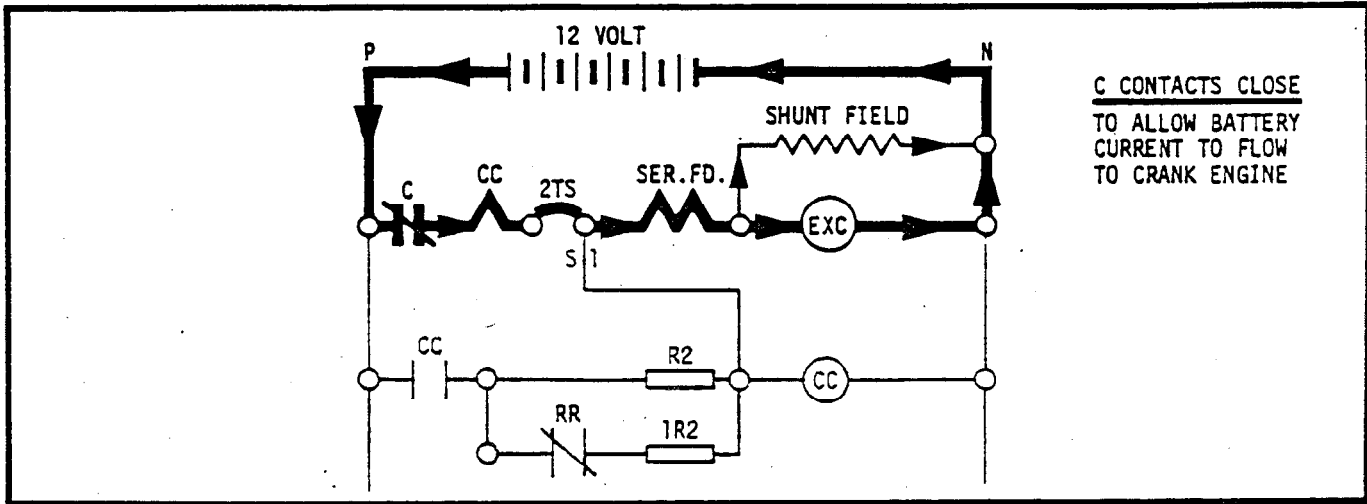 12 VOLT
P
N
C CONTACTS CLOSE
TO ALLOW BATTERY
CURRENT TO FLOW
TO CRANK ENGINE
SHUNT FIELD
C
CC
2TS
SER.FD.
EXC
S1
CC
R2
CC
RR
1R2